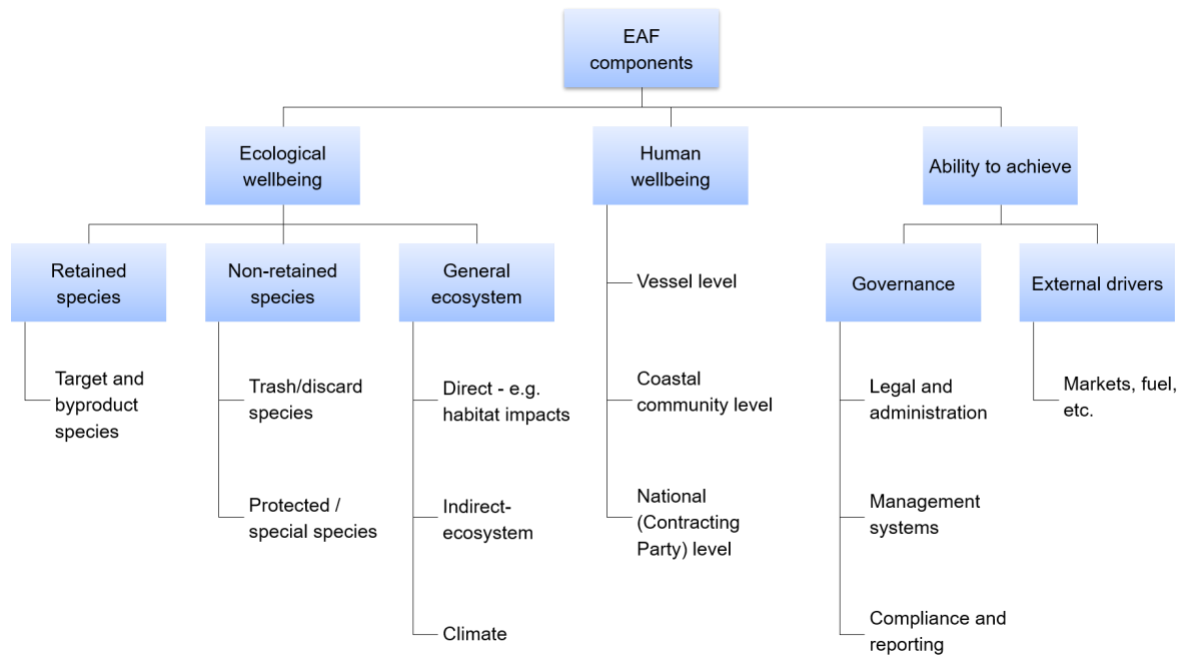 EAF
components
Ecological
wellbeing
Human
wellbeing
Ability to achieve
Retained
species
Non-retained
species
General
ecosystem
Vessel level
Governance
External drivers
Target and
byproduct
species
Trash/discard
species
Direct - e.g.
habitat impacts
Coastal
community level
Legal and
administration
Markets, fuel,
etc.
Protected /
special species
Indirect-
ecosystem
National
(Contracting
Party) level
Management
systems
Climate
Compliance and
reporting